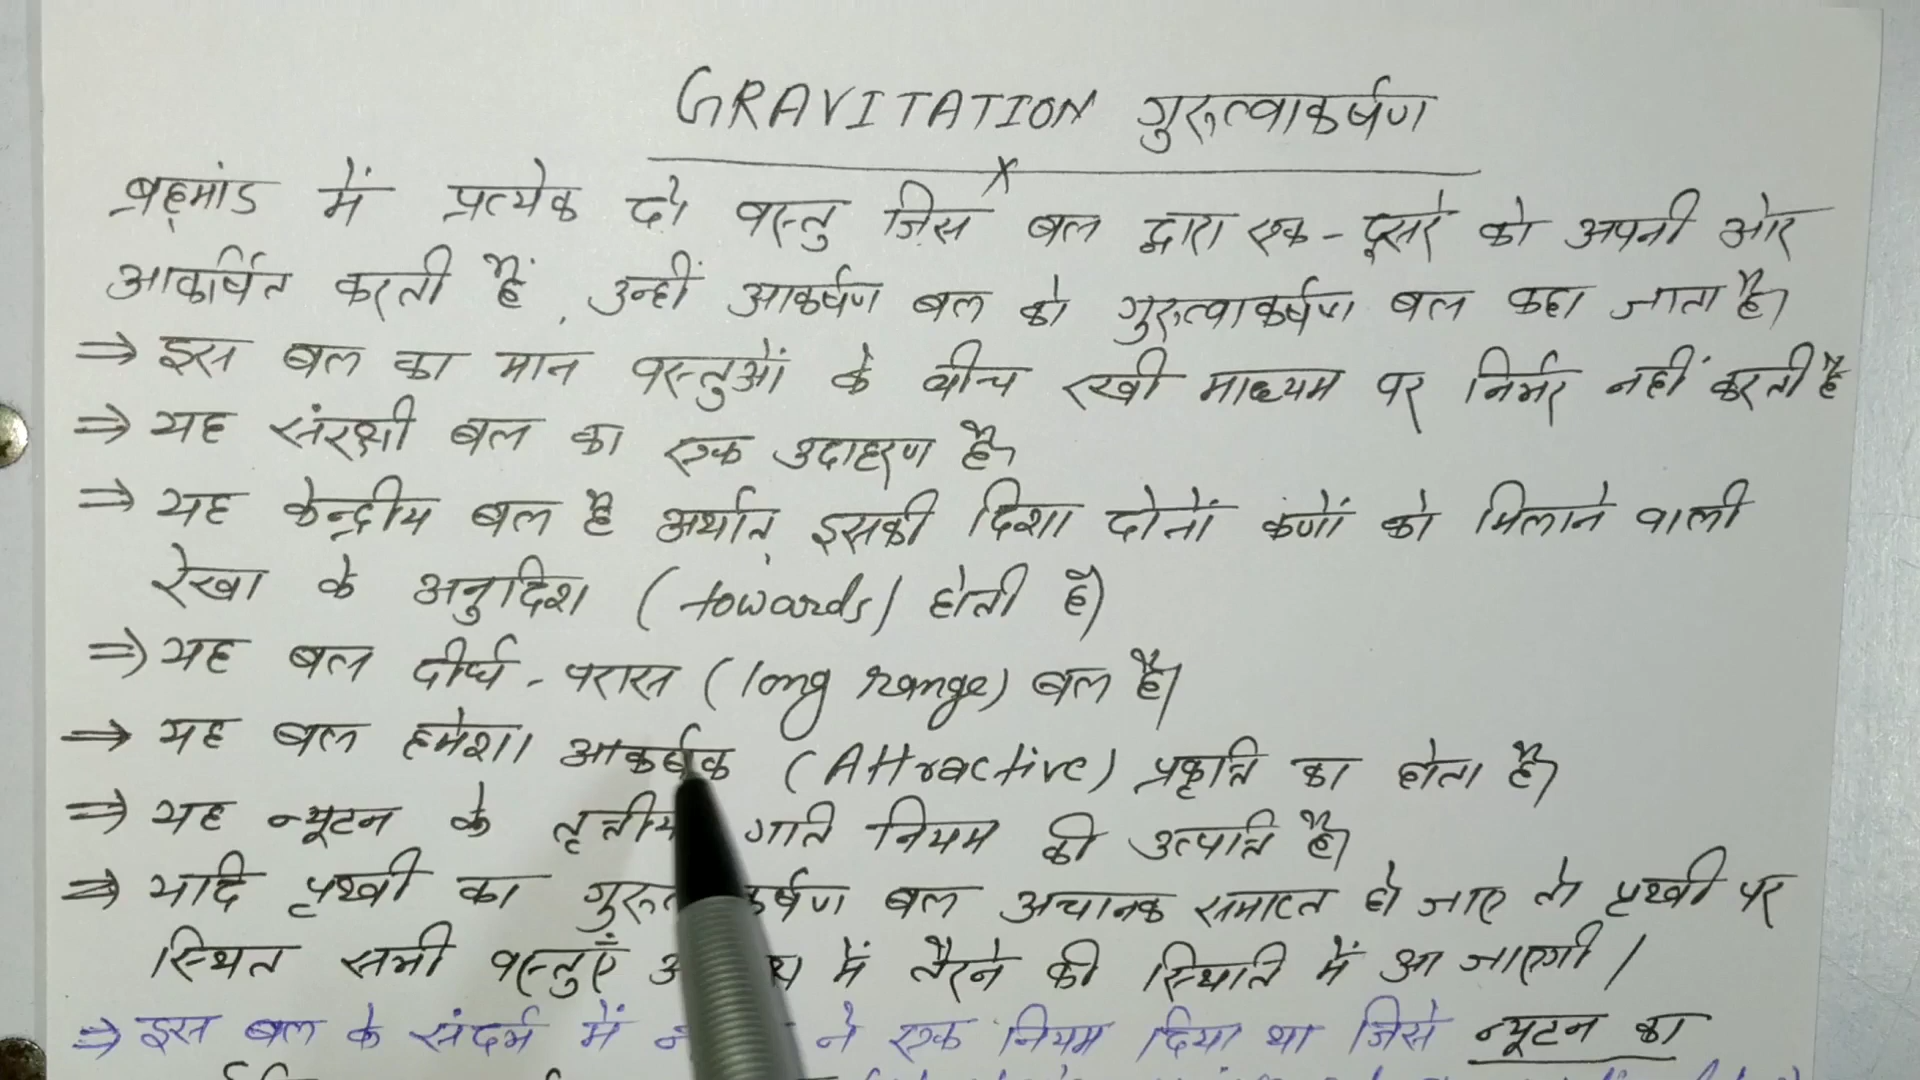 GRAVITATION गुरुत्वाकर्षण
ब्रह्मांड में प्रत्येक दो वस्तु जिस बल द्वारा एक-दूसरे को अपनी ओर
आकर्षित करती हैं, उन्हीं आकर्षण बल को गुरुत्वाकर्षण बल कहा जाता है।
⇒ इस बल का मान वस्तुओं के बीच रखी माध्यम पर निर्भर नहीं करती है
⇒ यह संरक्षी बल का एक उदाहरण है।
⇒ यह केन्द्रीय बल है अर्थात् इसकी दिशा दोनों कणों को मिलाने वाली
रेखा के अनुदिश (towards) होती है।
⇒ यह बल दीर्घ-परास (long range) बल है।
⇒ यह बल हमेशा आकर्षक (Attractive) प्रकृति का होता है।
⇒ यह न्यूटन के गति नियम की उत्पत्ति है।
⇒ यदि पृथ्वी का बल अचानक समाप्त हो जाए तो पृथ्वी पर
स्थित सभी वस्तुएँ में तैरने की स्थिति में आ जाएगी।
⇒ इस बल के संदर्भ में ने एक नियम दिया था जिसे न्यूटन का